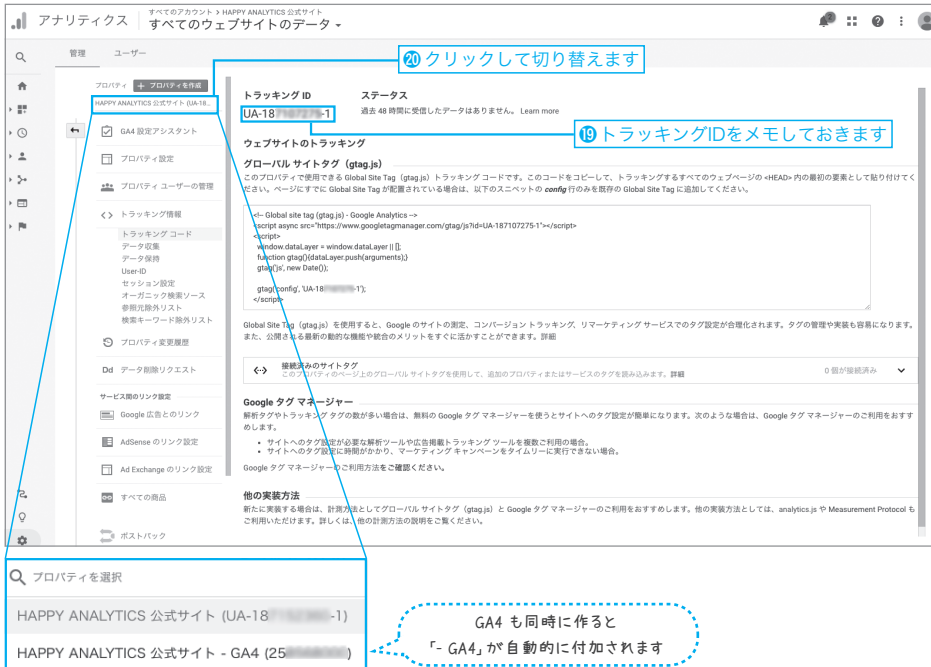 アナリティクス
すべてのアカウント > HAPPY ANALYTICS 公式サイト
すべてのウェブサイトのデータ
2
管理 ユーザー
⑳クリックして切り替えます
プロパティ + プロパティを作成
HAPPY ANALYTICS 公式サイト (UA-18...
GA4 設定アシスタント
プロパティ設定
プロパティ ユーザーの管理
トラッキング情報
トラッキング コード
データ収集
データ保持
User-ID
セッション設定
オーガニック検索ソース
参照元除外リスト
検索キーワード除外リスト
プロパティ変更履歴
Dd データ削除リクエスト
サービス間のリンク設定
Google 広告とのリンク
AdSense のリンク設定
Ad Exchange のリンク設定
すべての商品
ポストバック
トラッキング ID
UA-18 -1
ステータス
過去 48 時間に受信したデータはありません。 Learn more
⑲トラッキングIDをメモしておきます
ウェブサイトのトラッキング
グローバル サイトタグ（gtag.js）
このプロパティで使用できる Global Site Tag（gtag.js）トラッキング コードです。このコードをコピーして、トラッキングするすべてのウェブページの <HEAD> 内の最初の要素として貼り付けてく
ださい。ページにすでに Global Site Tag が配置されている場合は、以下のスニペットの config 行のみを既存の Global Site Tag に追加してください。
<!-- Global site tag (gtag.js) - Google Analytics -->
<script async src="https://www.googletagmanager.com/gtag/js?id=UA-187107275-1"></script>
<script>
window.dataLayer = window.dataLayer || [];
function gtag(){dataLayer.push(arguments);}
gtag('js', new Date());
gtag('config', 'UA-18 -1');
</script>
Global Site Tag（gtag.js）を使用すると、Google のサイトの測定、コンバージョン トラッキング、リマーケティング サービスでのタグ設定が合理化されます。タグの管理や実装も容易になります。
また、公開される最新の動的な機能や統合のメリットをすぐに活かすことができます。詳細
接続済みのサイトタグ
このプロパティのページ上のグローバル サイトタグを使用して、追加のプロパティまたはサービスのタグを読み込みます。詳細
0 個が接続済み
Google タグ マネージャー
解析タグやトラッキング タグの数が多い場合は、無料の Google タグ マネージャーを使うとサイトへのタグ設定が簡単になります。次のような場合は、Google タグ マネージャーのご利用をおすす
めします。
• サイトへのタグ設定が必要な解析ツールや広告掲載トラッキング ツールを複数ご利用の場合。
• サイトへのタグ設定に時間がかかり、マーケティング キャンペーンをタイムリーに実行できない場合。
Google タグ マネージャーのご利用方法をご確認ください。
他の実装方法
新たに実装する場合は、計測方法としてグローバル サイトタグ（gtag.js）と Google タグ マネージャーのご利用をおすすめします。他の実装方法としては、analytics.js や Measurement Protocol も
ご利用いただけます。詳しくは、他の計測方法の説明をご覧ください。
プロパティを選択
HAPPY ANALYTICS 公式サイト (UA-18 -1)
HAPPY ANALYTICS 公式サイト - GA4 (25 )
GA4 も同時に作ると
「- GA4」が自動的に付加されます